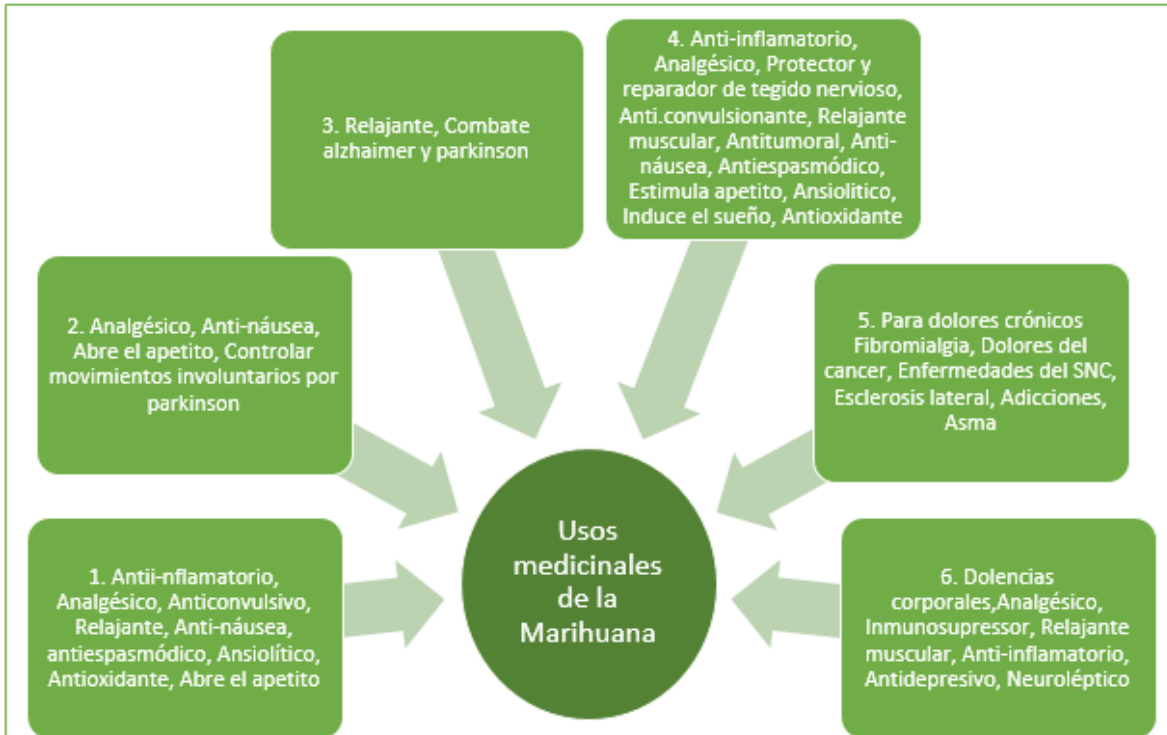 3. Relajante, Combate
alzhaimer y parkinson
4. Anti-inflamatorio,
Analgésico, Protector y
reparador de tegido nervioso,
Anti.convulsionante, Relajante
muscular, Antitumoral, Anti-
náusea, Antiespasmódico,
Estimula apetito, Ansiolitico,
Induce el sueño, Antioxidante
2. Analgésico, Anti-náusea,
Abre el apetito, Controlar
movimientos involuntarios por
parkinson
5. Para dolores crónicos
Fibromialgia, Dolores del
cancer, Enfermedades del SNC,
Esclerosis lateral, Adicciones,
Asma
1. Antii-nflamatorio,
Analgésico, Anticonvulsivo,
Relajante, Anti-náusea,
antiespasmódico, Ansiolítico,
Antioxidante, Abre el apetito
Usos
medicinales
de la
Marihuana
6. Dolencias
corporales,Analgésico,
Inmunosupressor, Relajante
muscular, Anti-inflamatorio,
Antidepresivo, Neuroléptico